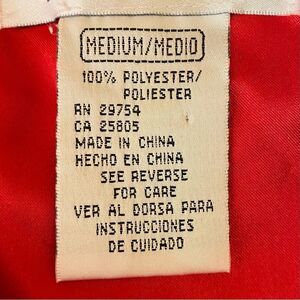 MEDIUM/MEDIO
100% POLYESTER/
POLIESTER
RN 29754
CA 25805
MADE IN CHINA
HECHO EN CHINA
SEE REVERSE
FOR CARE
VER AL DORSA PARA
INSTRUCCIONES
DE CUIDADO